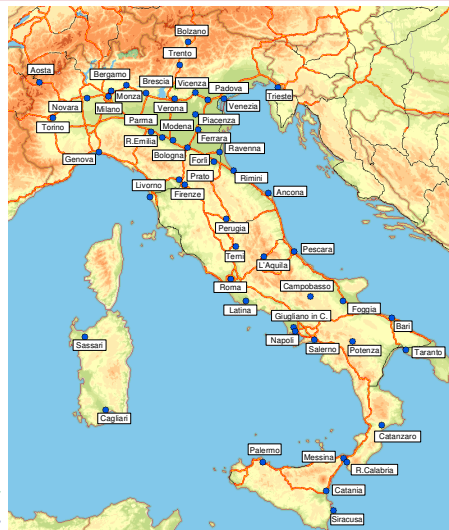 Bolzano
Trento
Aosta
Bergamo
Brescia
Vicenza
Padova
Trieste
Novara
Monza
Milano
Verona
Venezia
Torino
Parma
Modena
Piacenza
R.Emilia
Ferrara
Genova
Bologna
Forlì
Ravenna
Prato
Rimini
Livorno
Firenze
Ancona
Perugia
Terni
L'Aquila
Pescara
Roma
Campobasso
Latina
Giugliano in C.
Foggia
Bari
Napoli
Salerno
Potenza
Taranto
Sassari
Cagliari
Catanzaro
Palermo
Messina
R.Calabria
Catania
Siracusa